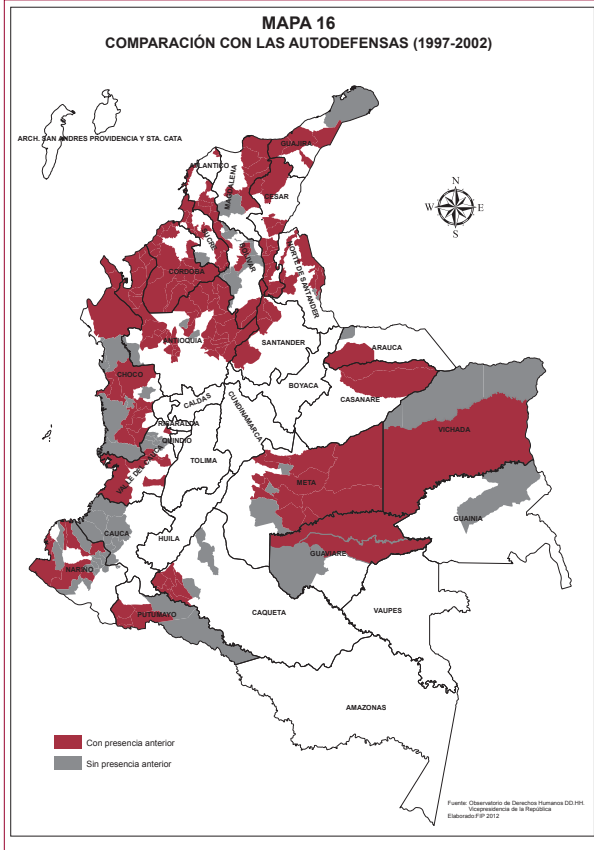 MAPA 16
COMPARACIÓN CON LAS AUTODEFENSAS (1997-2002)
ARCH. SAN ANDRES PROVIDENCIA Y STA. CATA
GUAJIRA
ATLANTICO
MAGDALENA
CESAR
N
W
E
S
SUCRE
BOLIVAR
NORTE DE SANTANDER
CORDOBA
ANTIOQUIA
SANTANDER
ARAUCA
CHOCO
BOYACA
CASANARE
CALDAS
CUNDINAMARCA
RISARALDA
VICHADA
QUINDIO
VALLE DEL CAUCA
TOLIMA
META
GUAINIA
CAUCA
HUILA
GUAVIARE
NARIÑO
CAQUETA
VAUPES
PUTUMAYO
AMAZONAS
Con presencia anterior
Sin presencia anterior
Fuente: Observatorio de Derechos Humanos DD.HH.
Vicepresidencia de la República
Elaborado:FIP 2012